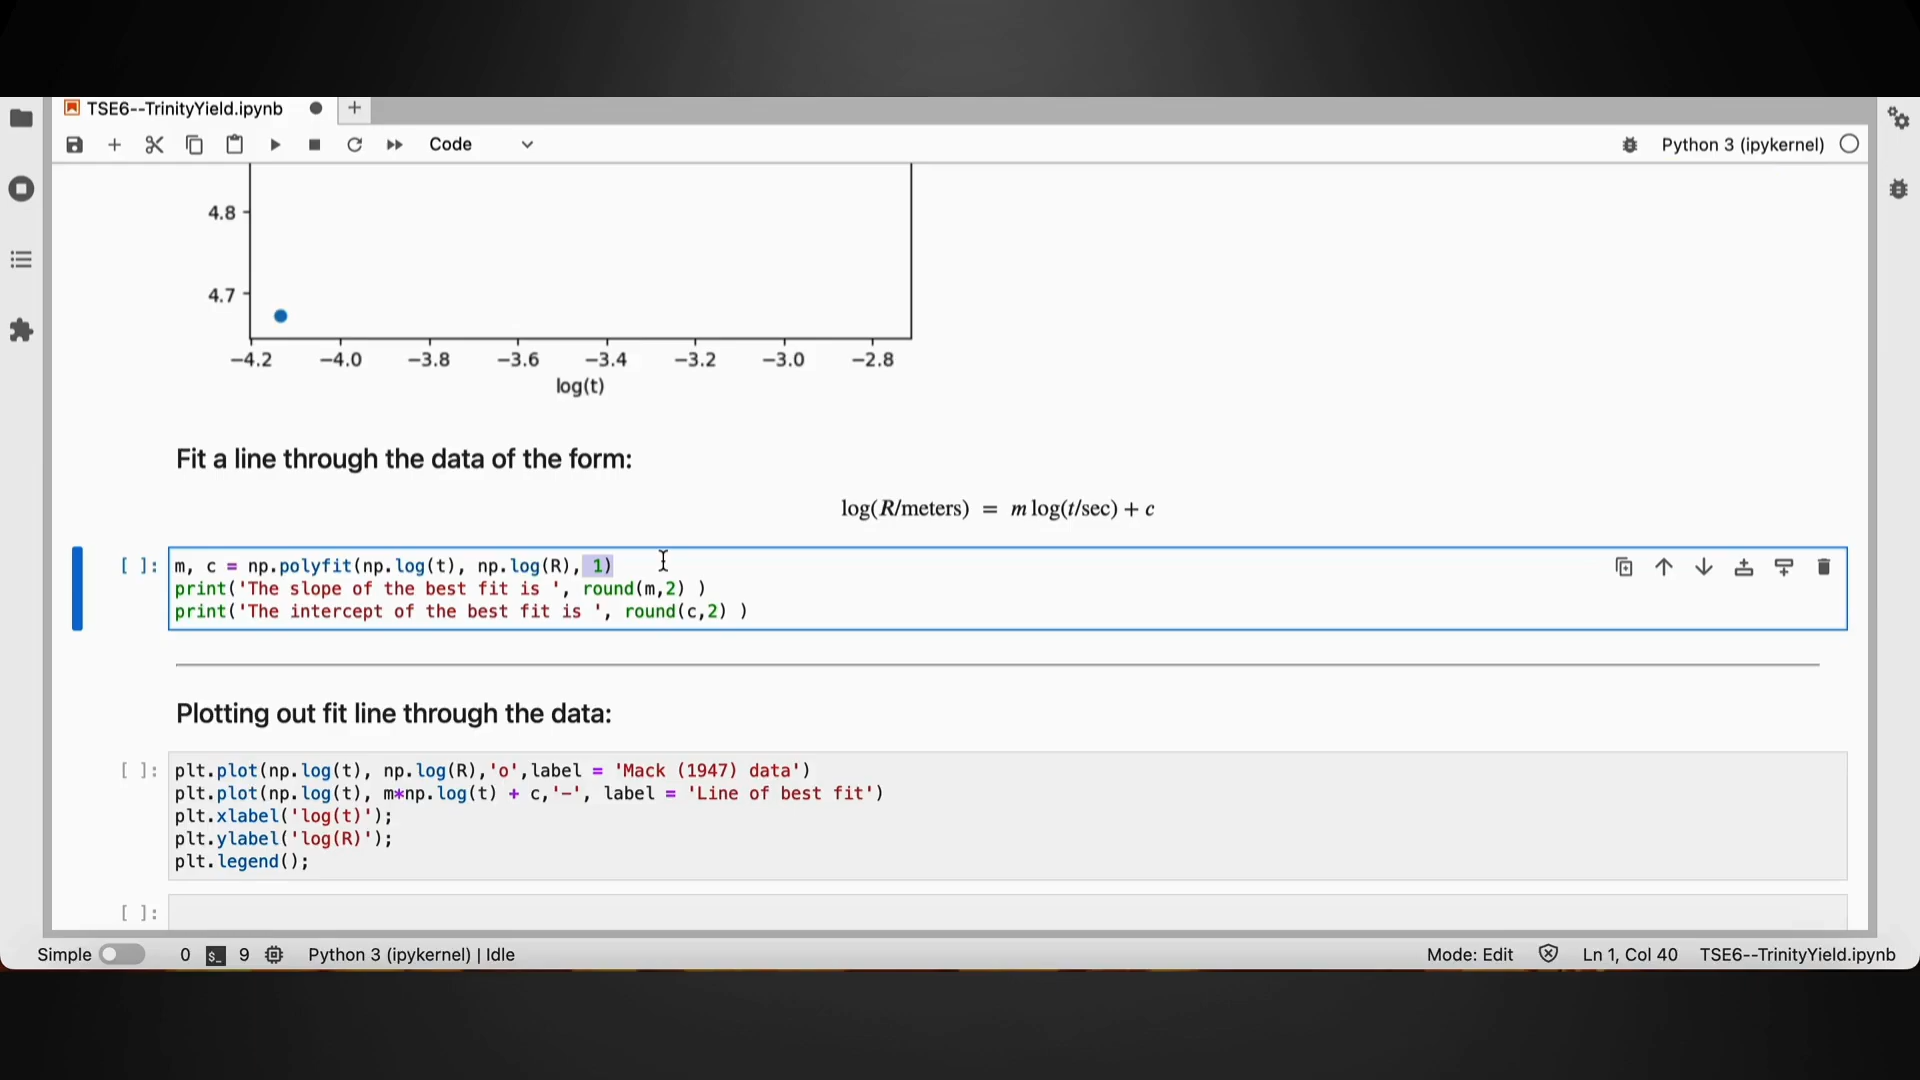 TSE6--TrinityYield.ipynb
Code
Python 3 (ipykernel)
4.8
4.7
−4.2 −4.0 −3.8 −3.6 −3.4 −3.2 −3.0 −2.8
log(t)
Fit a line through the data of the form:
log(R/meters) = m log(t/sec) + c
[ ]: m, c = np.polyfit(np.log(t), np.log(R), 1)
print('The slope of the best fit is ', round(m,2) )
print('The intercept of the best fit is ', round(c,2) )
Plotting out fit line through the data:
[ ]: plt.plot(np.log(t), np.log(R),'o',label = 'Mack (1947) data')
plt.plot(np.log(t), m*np.log(t) + c,'-', label = 'Line of best fit')
plt.xlabel('log(t)');
plt.ylabel('log(R)');
plt.legend();
[ ]:
Simple 0 $_ 9 Python 3 (ipykernel) | Idle Mode: Edit Ln 1, Col 40 TSE6--TrinityYield.ipynb